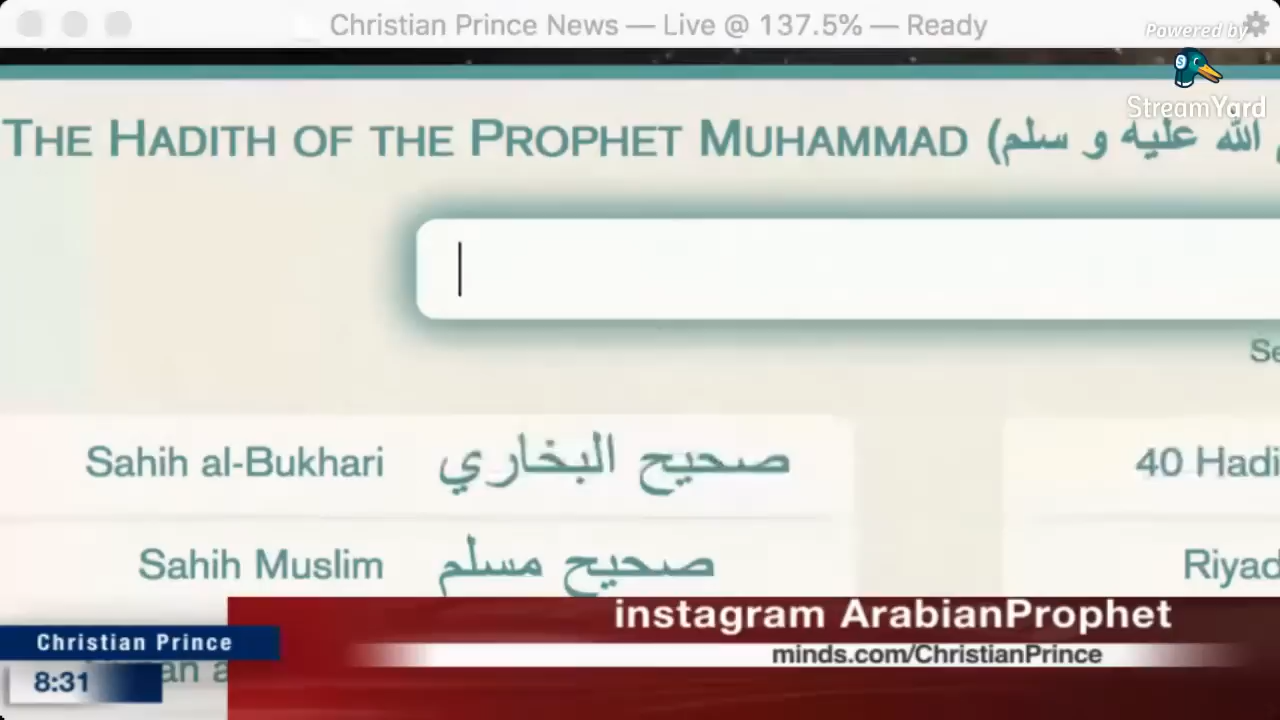 Christian Prince News — Live @ 137.5% — Ready
Powered by
StreamYard
THE HADITH OF THE PROPHET MUHAMMAD (الله عليه و سلم
Sahih al-Bukhari صحيح البخاري
40 Hadi
Sahih Muslim صحيح مسلم
Riyad
instagram ArabianProphet
Christian Prince
minds.com/ChristianPrince
8:31